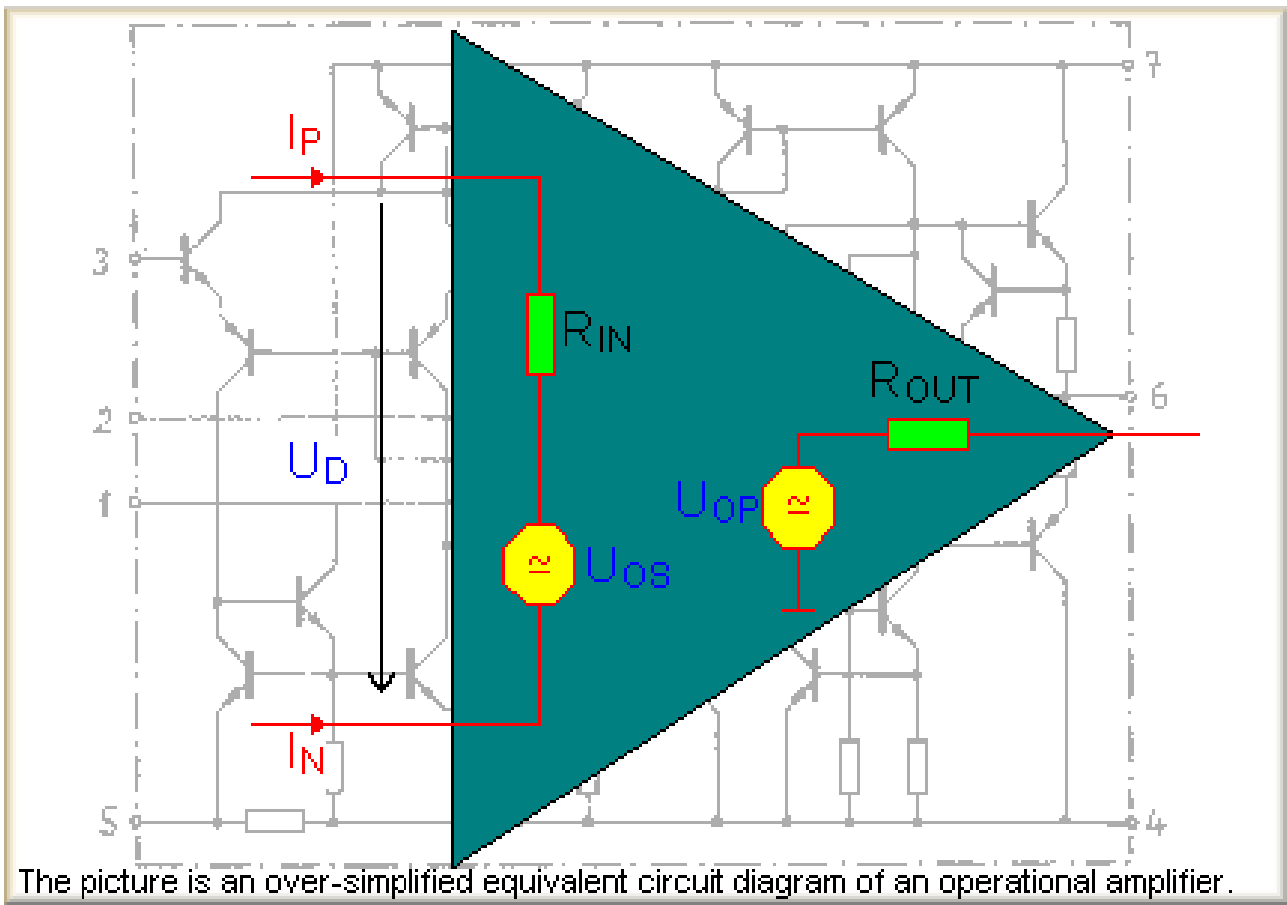 7
IP
3
RIN
ROUT
6
2
UD
1
UOP
UOS
IN
5
4
The picture is an over-simplified equivalent circuit diagram of an operational amplifier.